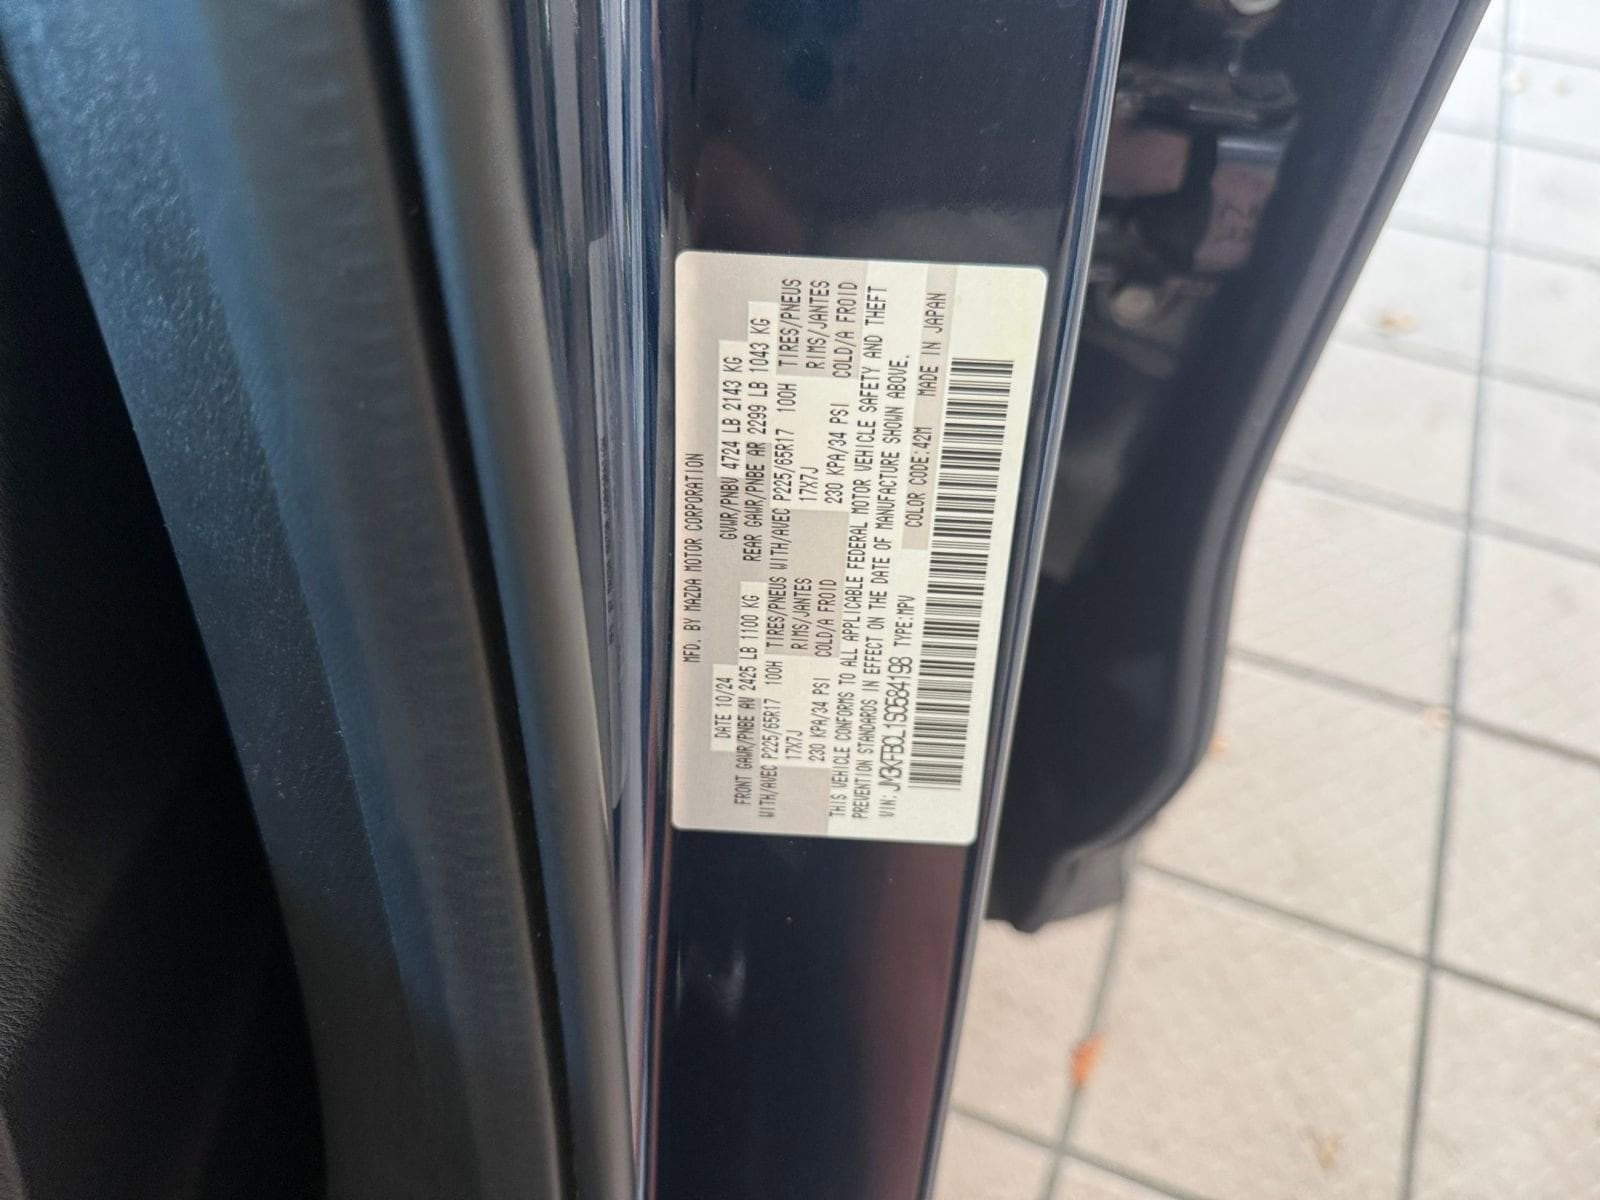 MFD. BY MAZDA MOTOR CORPORATION
DATE 10/24 GVWR/PNBV 4724 LB 2143 KG
FRONT GAWR/PNBE AV 2425 LB 1100 KG REAR GAWR/PNBE AR 2299 LB 1043 KG
WITH/AVEC P225/65R17 100H TIRES/PNEUS WITH/AVEC P225/65R17 100H TIRES/PNEUS
17X7J RIMS/JANTES 17X7J RIMS/JANTES
230 KPA/34 PSI COLD/A FROID 230 KPA/34 PSI COLD/A FROID
THIS VEHICLE CONFORMS TO ALL APPLICABLE FEDERAL MOTOR VEHICLE SAFETY AND THEFT
PREVENTION STANDARDS IN EFFECT ON THE DATE OF MANUFACTURE SHOWN ABOVE.
VIN: JM3KFBCL1S0584198 TYPE:MPV COLOR CODE:42M MADE IN JAPAN